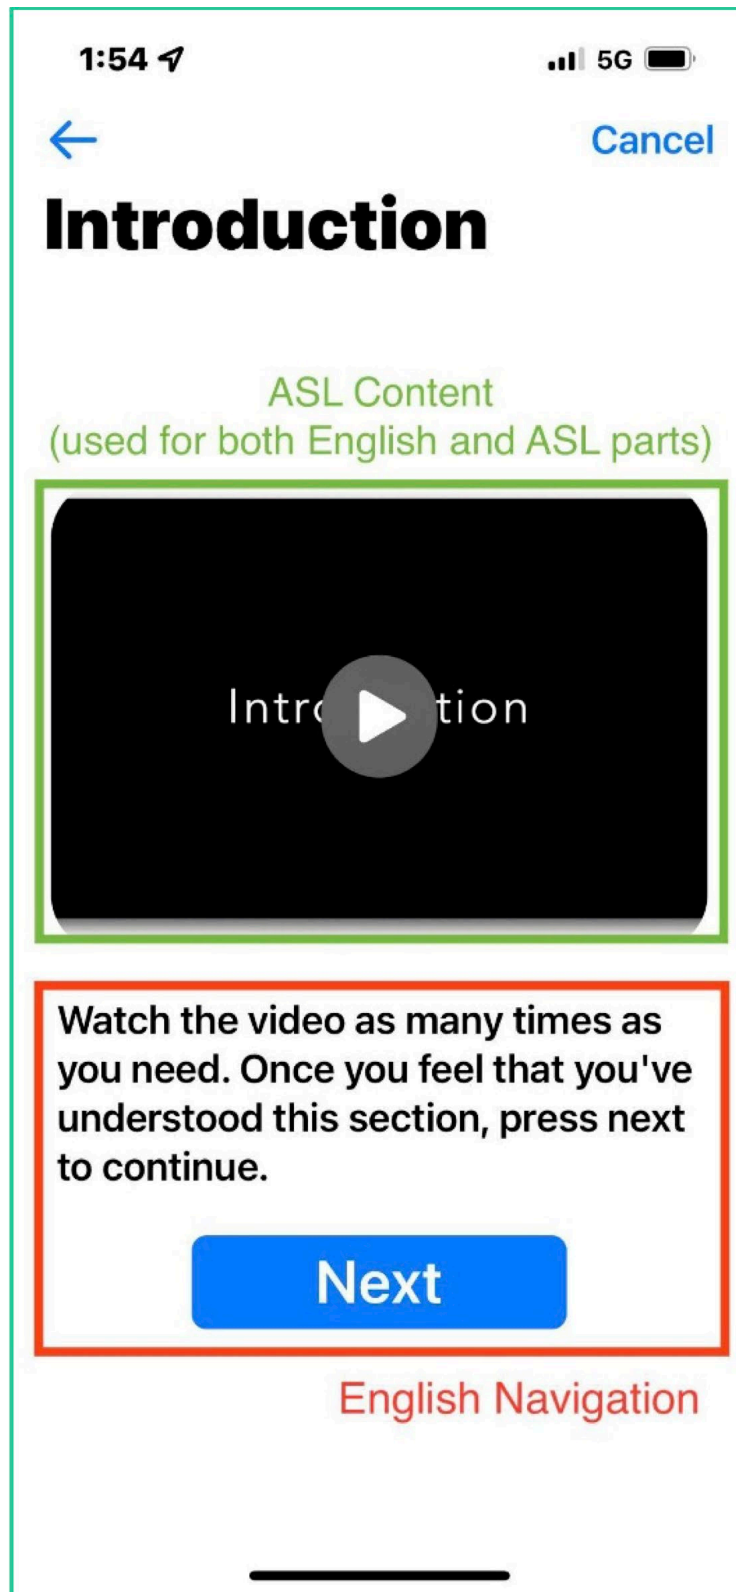 1:54 5G
Cancel
Introduction
ASL Content
(used for both English and ASL parts)
Intro tion
Watch the video as many times as
you need. Once you feel that you've
understood this section, press next
to continue.
Next
English Navigation